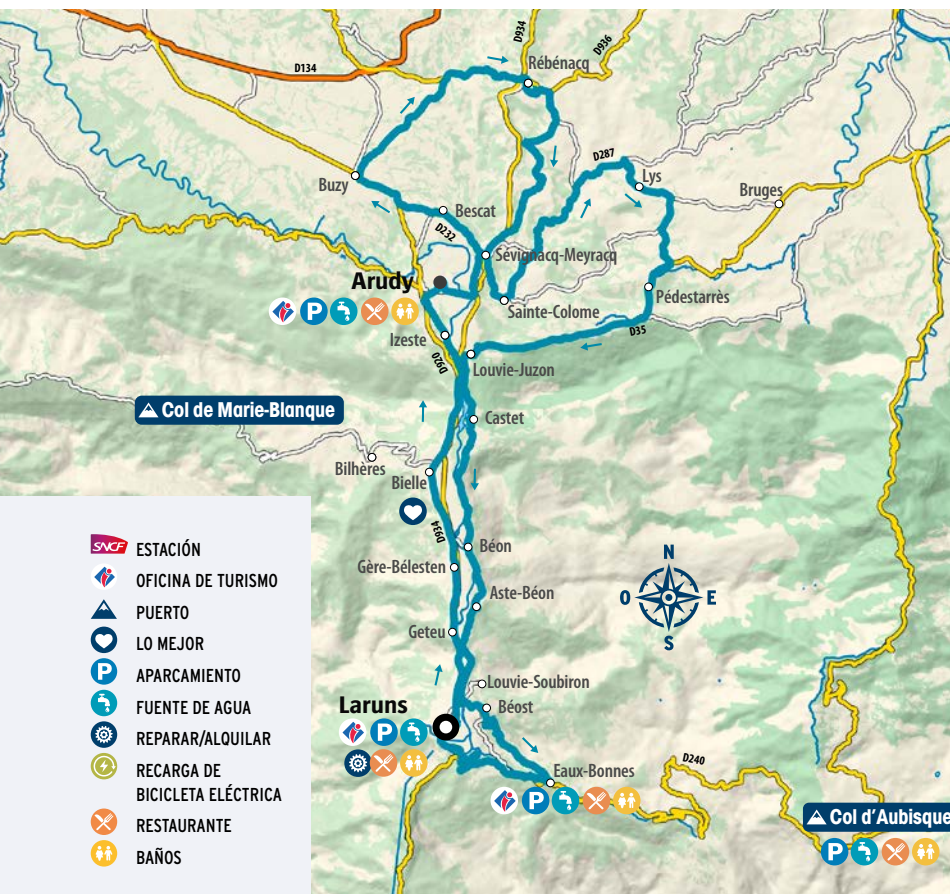 D934
D936
D134
Rébénacq
D287
Lys
Buzy
Bruges
Bescat
D232
Sévignacq-Meyracq
Arudy
P
Pédestarrès
Sainte-Colome
D35
Izeste
D920
Louvie-Juzon
Col de Marie-Blanque
Castet
Bilhères
Bielle
D934
Béon
Gère-Bélesten
N
O E
S
Aste-Béon
Geteu
Louvie-Soubiron
Laruns
Béost
P
D240
Eaux-Bonnes
P
Col d'Aubisque
P
SNCF ESTACIÓN
OFICINA DE TURISMO
PUERTO
LO MEJOR
P APARCAMIENTO
FUENTE DE AGUA
REPARAR/ALQUILAR
RECARGA DE
BICICLETA ELÉCTRICA
RESTAURANTE
BAÑOS